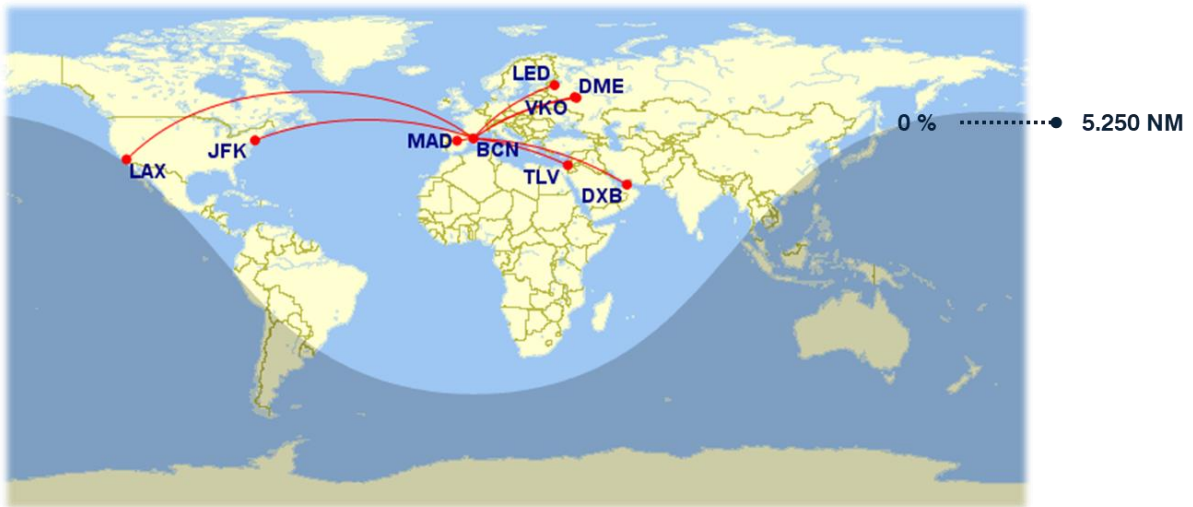 LED
DME
VKO
0 % 5.250 NM
MAD
BCN
JFK
LAX
TLV
DXB